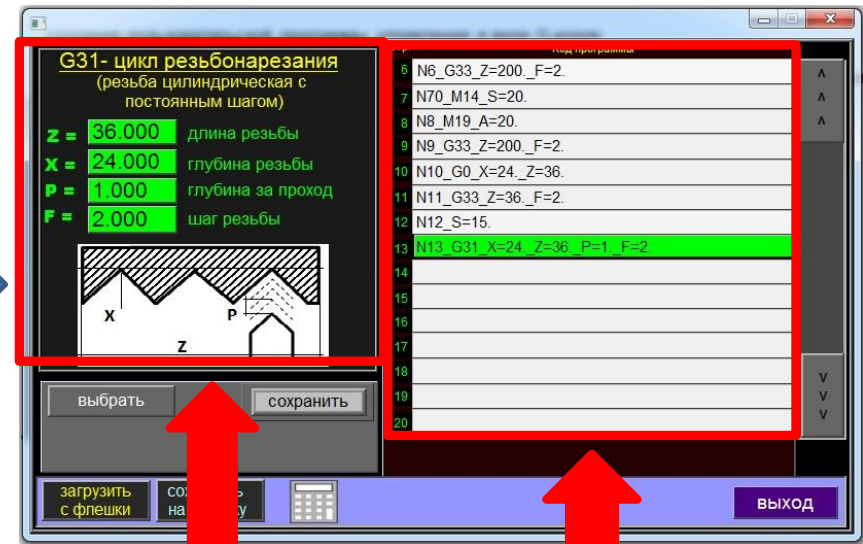 G31- цикл резьбонарезания
(резьба цилиндрическая с
постоянным шагом)
Z = 36.000 длина резьбы
X = 24.000 глубина резьбы
P = 1.000 глубина за проход
F = 2.000 шаг резьбы
X
P
Z
выбрать
сохранить
загрузить
с флешки
на
Код программы
6 N6_G33_Z=200._F=2.
7 N70_M14_S=20.
8 N8_M19_A=20.
9 N9_G33_Z=200._F=2.
10 N10_G0_X=24._Z=36.
11 N11_G33_Z=36._F=2.
12 N12_S=15.
13 N13_G31_X=24._Z=36._P=1._F=2.
14
15
16
17
18
19
20
выход